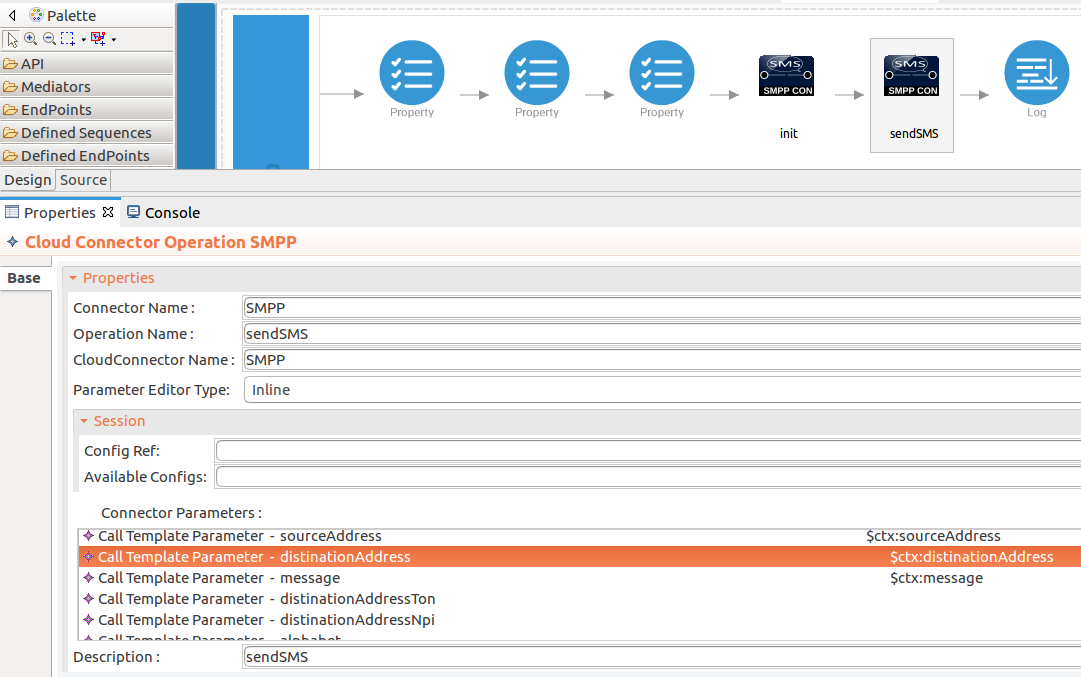 Palette
API
Mediators
EndPoints
Defined Sequences
Defined EndPoints
Property
Property
Property
SMS
SMPP CON
init
SMS
SMPP CON
sendSMS
Log
Design Source
Properties Console
Cloud Connector Operation SMPP
Base
Properties
Connector Name : SMPP
Operation Name : sendSMS
CloudConnector Name : SMPP
Parameter Editor Type: Inline
Session
Config Ref:
Available Configs:
Connector Parameters :
Call Template Parameter - sourceAddress $ctx:sourceAddress
Call Template Parameter - distinationAddress $ctx:distinationAddress
Call Template Parameter - message $ctx:message
Call Template Parameter - distinationAddressTon
Call Template Parameter - distinationAddressNpi
Call Template Parameter - alphabet
Description : sendSMS